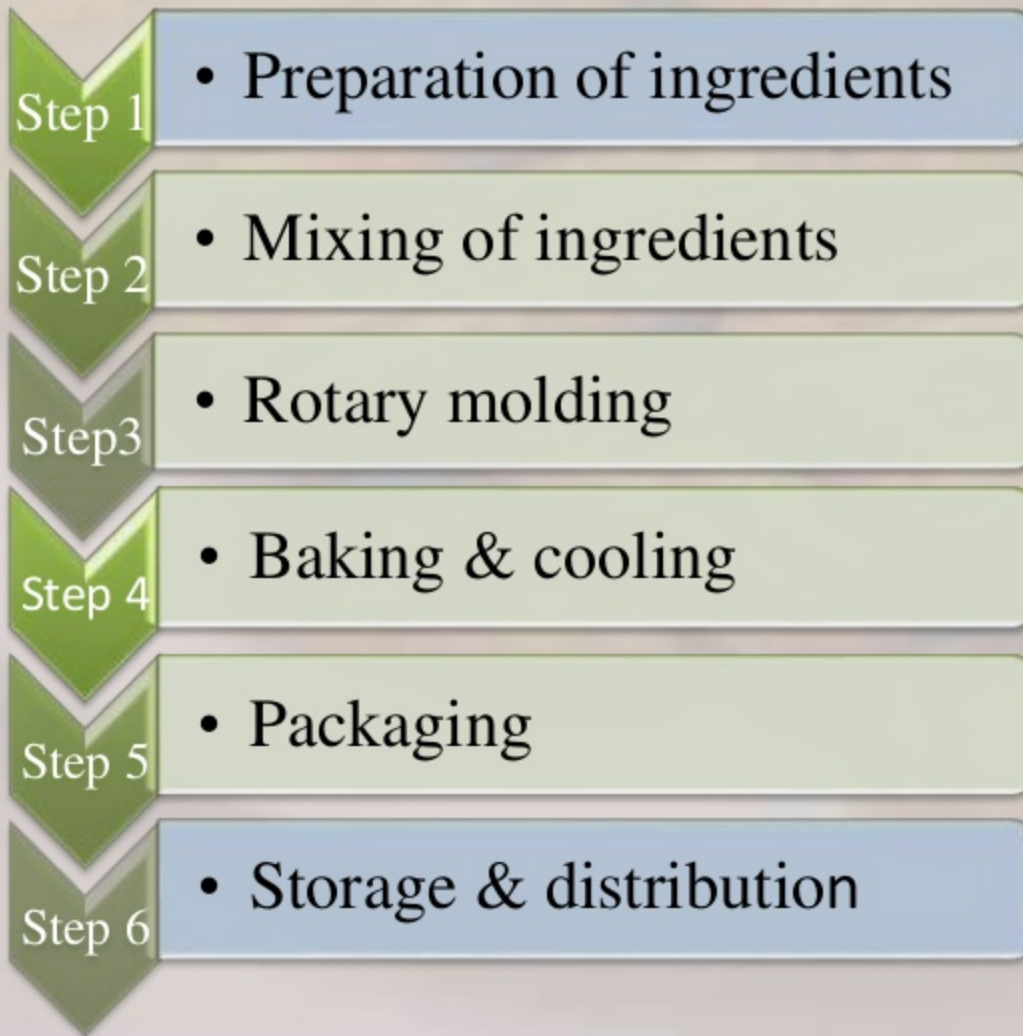 Step 1
• Preparation of ingredients
Step 2
• Mixing of ingredients
Step3
• Rotary molding
Step 4
• Baking & cooling
Step 5
• Packaging
Step 6
• Storage & distribution